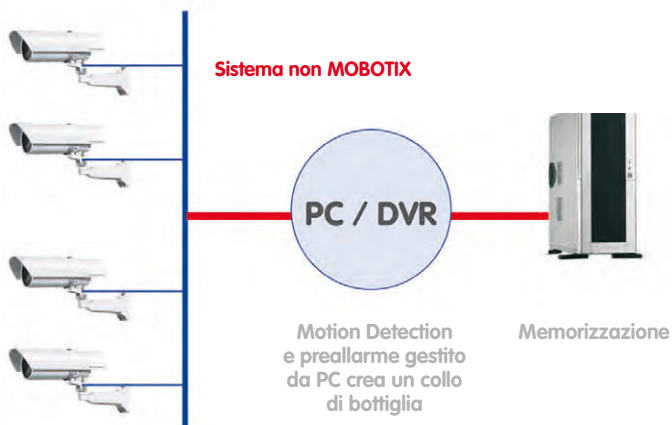 Sistema non MOBOTIX
PC / DVR
Motion Detection
e preallarme gestito
da PC crea un collo
di bottiglia
Memorizzazione